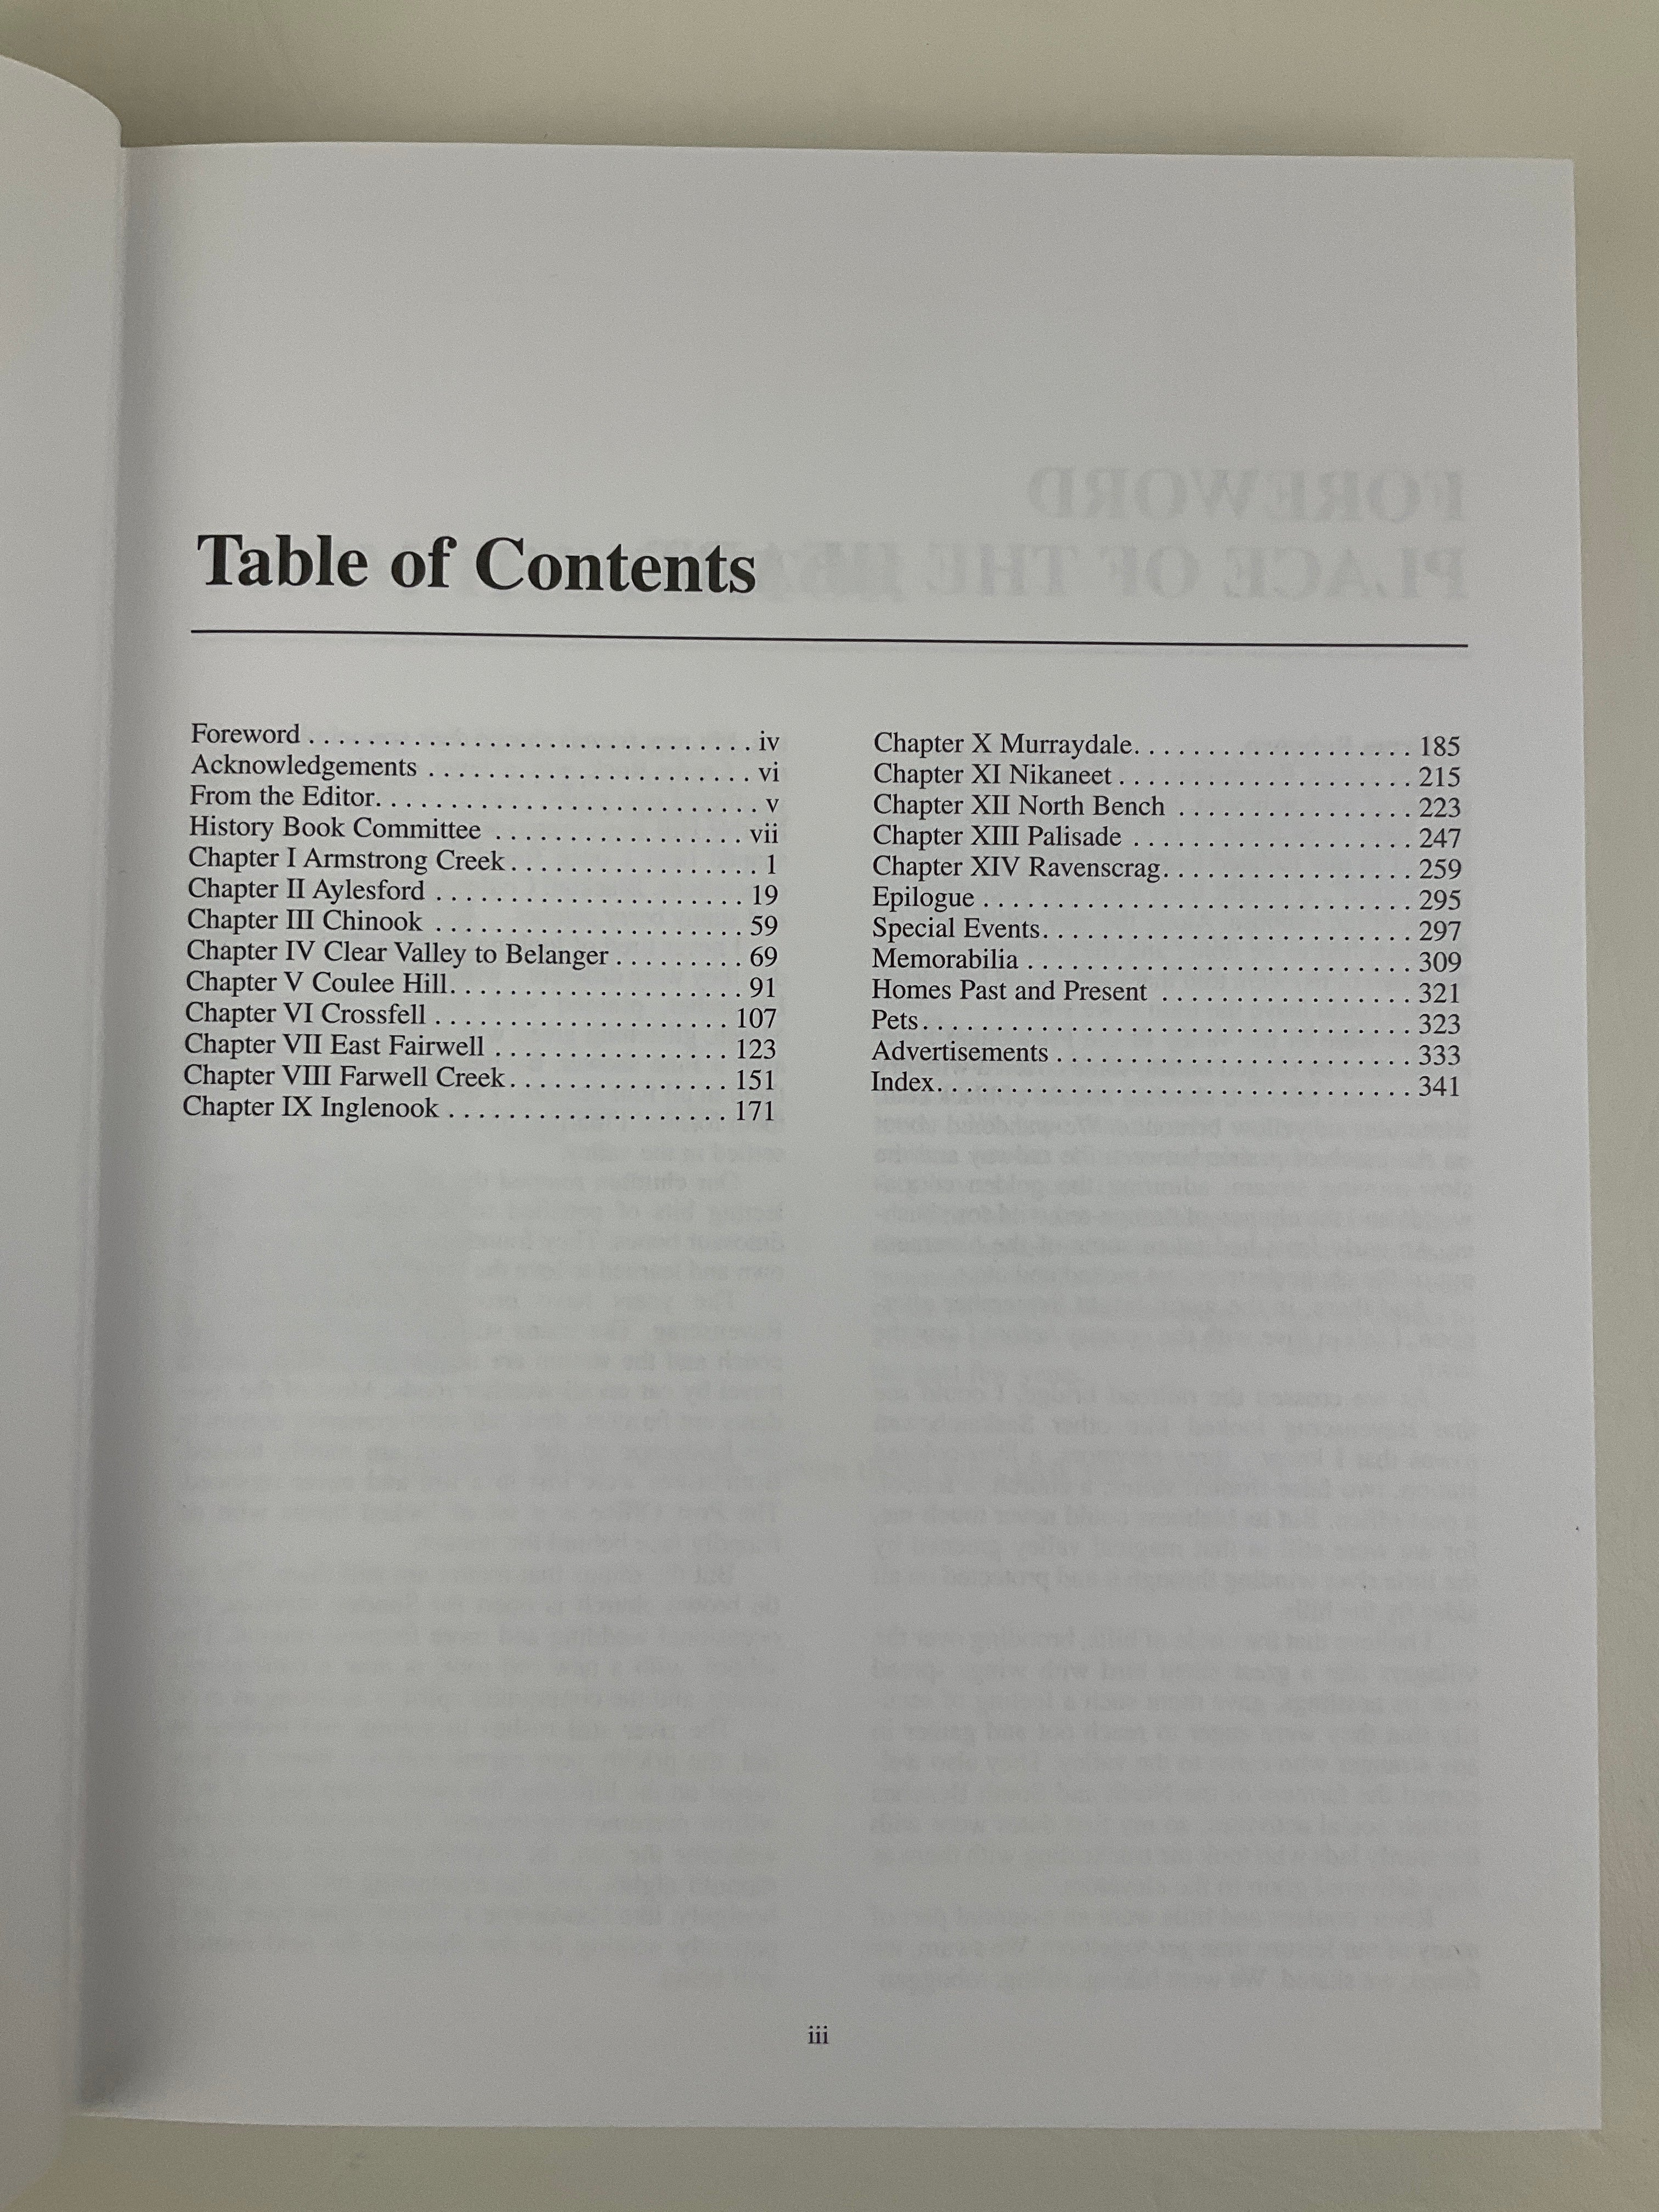 Table of Contents
Foreword . . . . . . . . . . . . . . . . . . . . . . . . . . . . . . iv
Acknowledgements . . . . . . . . . . . . . . . . . . . . . . vi
From the Editor. . . . . . . . . . . . . . . . . . . . . . . . . . v
History Book Committee . . . . . . . . . . . . . . . . . vii
Chapter I Armstrong Creek . . . . . . . . . . . . . . . . . 1
Chapter II Aylesford . . . . . . . . . . . . . . . . . . . . . 19
Chapter III Chinook . . . . . . . . . . . . . . . . . . . . . 59
Chapter IV Clear Valley to Belanger . . . . . . . . . 69
Chapter V Coulee Hill. . . . . . . . . . . . . . . . . . . . 91
Chapter VI Crossfell . . . . . . . . . . . . . . . . . . . . 107
Chapter VII East Fairwell . . . . . . . . . . . . . . . . 123
Chapter VIII Farwell Creek . . . . . . . . . . . . . . . 151
Chapter IX Inglenook . . . . . . . . . . . . . . . . . . . 171
Chapter X Murraydale. . . . . . . . . . . . . . . . . . . 185
Chapter XI Nikaneet . . . . . . . . . . . . . . . . . . . . 215
Chapter XII North Bench . . . . . . . . . . . . . . . . 223
Chapter XIII Palisade . . . . . . . . . . . . . . . . . . . 247
Chapter XIV Ravenscrag. . . . . . . . . . . . . . . . . 259
Epilogue . . . . . . . . . . . . . . . . . . . . . . . . . . . . . 295
Special Events. . . . . . . . . . . . . . . . . . . . . . . . . 297
Memorabilia . . . . . . . . . . . . . . . . . . . . . . . . . . 309
Homes Past and Present . . . . . . . . . . . . . . . . . 321
Pets . . . . . . . . . . . . . . . . . . . . . . . . . . . . . . . . . 323
Advertisements . . . . . . . . . . . . . . . . . . . . . . . . 333
Index. . . . . . . . . . . . . . . . . . . . . . . . . . . . . . . . 341
iii